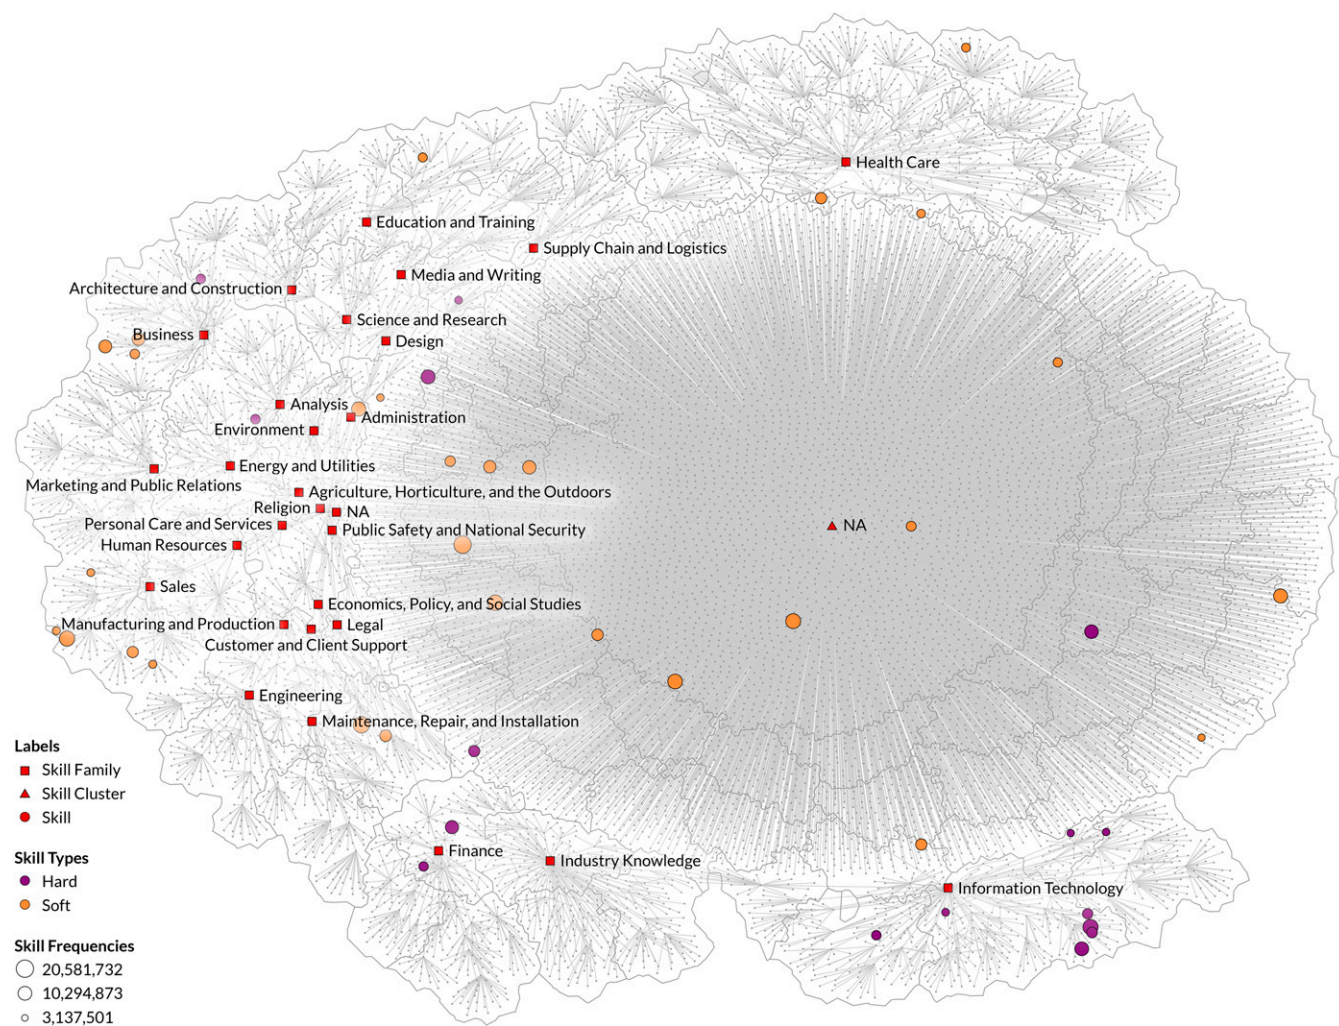 Health Care
Education and Training
Supply Chain and Logistics
Media and Writing
Architecture and Construction
Science and Research
Business
Design
Analysis
Administration
Environment
Energy and Utilities
Marketing and Public Relations
Agriculture, Horticulture, and the Outdoors
Religion
NA
Personal Care and Services
NA
Public Safety and National Security
Human Resources
Sales
Economics, Policy, and Social Studies
Manufacturing and Production
Legal
Customer and Client Support
Engineering
Maintenance, Repair, and Installation
Finance
Industry Knowledge
Information Technology
Labels
Skill Family
Skill Cluster
Skill
Skill Types
Hard
Soft
Skill Frequencies
20,581,732
10,294,873
3,137,501